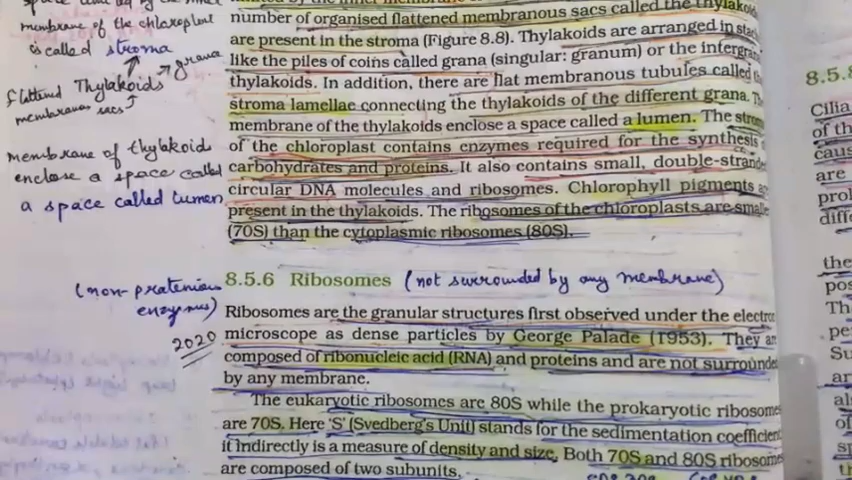 membrane of the chloroplent
is called stroma
flattened Thylakoids → grana
membranous sacs
membrane of thylakoid
enclose a space called
a space called lumen
number of organised flattened membranous sacs called the thylakoid
are present in the stroma (Figure 8.8). Thylakoids are arranged in
like the piles of coins called grana (singular: granum) or the intergra
thylakoids. In addition, there are flat membranous tubules called
stroma lamellae connecting the thylakoids of the different grana.
membrane of the thylakoids enclose a space called a lumen. The stro
of the chloroplast contains enzymes required for the synthesis
carbohydrates and proteins. It also contains small, double-strand
circular DNA molecules and ribosomes. Chlorophyll pigments a
present in the thylakoids. The ribosomes of the chloroplasts are smalle
(70S) than the cytoplasmic ribosomes (80S).
8.5.6 Ribosomes (not surrounded by any membrane)
(non-protenious
enzymes)
2020
Ribosomes are the granular structures first observed under the electro
microscope as dense particles by George Palade (1953). They ar
composed of ribonucleic acid (RNA) and proteins and are not surrounde
by any membrane.
The eukaryotic ribosomes are 80S while the prokaryotic ribosome
are 70S. Here 'S' (Svedberg's Unit) stands for the sedimentation coefficien
it indirectly is a measure of density and size. Both 70S and 80S ribosome
are composed of two subunits.
8.5.8
Cilia
of th
caus
are
prol
diffe
the
pos
Th
pe
Su
ar
al
of
sp
th